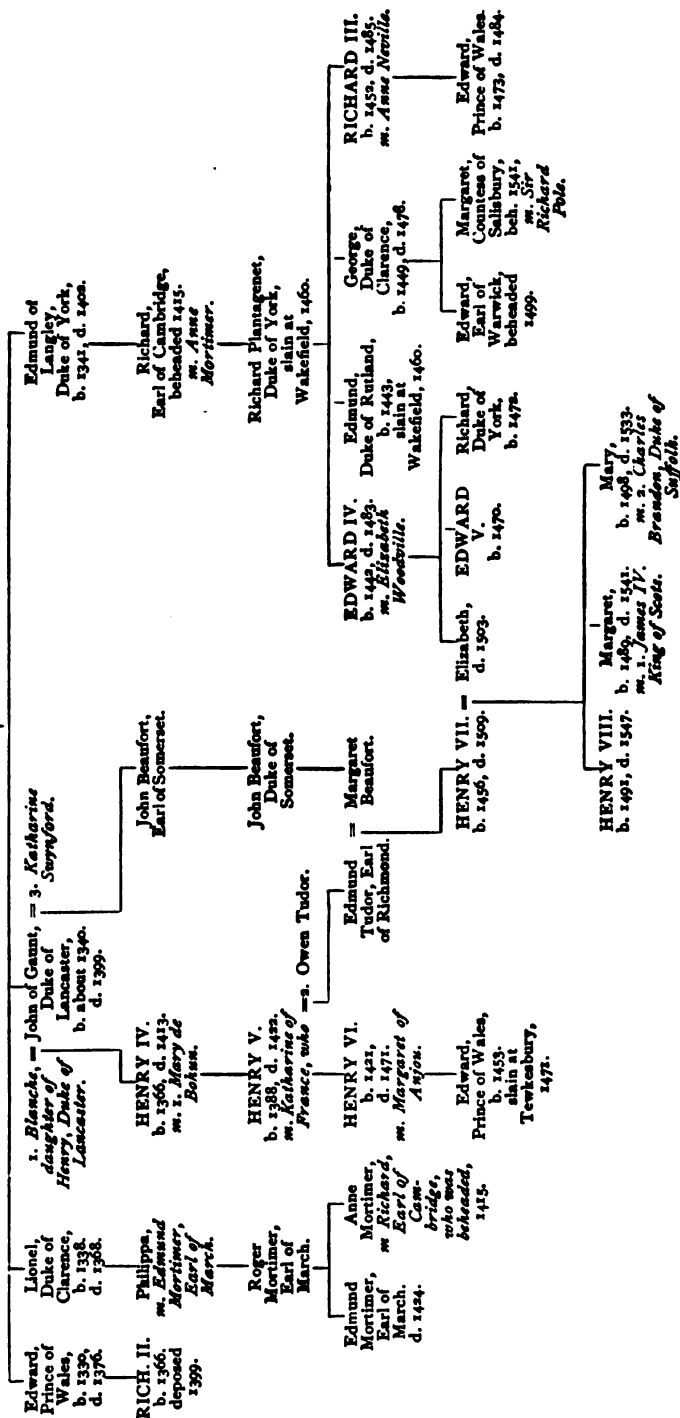 Edward,
Prince of
Wales,
b. 1330,
d. 1376.
RICH. II.
b. 1366.
deposed
1399.
Lionel,
Duke of
Clarence,
b. 1338.
d. 1368.
Philippa,
m. Edmund
Mortimer,
Earl of
March.
Roger
Mortimer,
Earl of
March.
Edmund
Mortimer,
Earl of
March.
d. 1424.
Anne
Mortimer,
m Richard,
Earl of
Cam-
bridge,
who was
beheaded,
1415.
1. Blanche,
daughter of
Henry, Duke of
Lancaster.
= John of Gaunt,
Duke of
Lancaster,
b. about 1340.
d. 1399.
= 3. Katharine
Swynford.
HENRY IV.
b. 1366, d. 1413.
m. 1. Mary de
Bohun.
HENRY V.
b. 1388, d. 1422.
m. Katharine of
France, who
=2. Owen Tudor.
HENRY VI.
b. 1421,
d. 1471.
m. Margaret of
Anjou.
Edward,
Prince of Wales,
b. 1453.
slain at
Tewkesbury,
1471.
John Beaufort,
Earl of Somerset.
John Beaufort,
Duke of
Somerset.
Edmund
Tudor, Earl
of Richmond.
= Margaret
Beaufort.
HENRY VII.
b. 1456, d. 1509.
= Elizabeth,
d. 1503.
HENRY VIII.
b. 1491, d. 1547.
Margaret,
b. 1489, d. 1541.
m. 1. James IV.
King of Scots.
Mary,
b. 1498, d. 1533.
m. 2. Charles
Brandon, Duke of
Suffolk.
Edmund of
Langley,
Duke of York,
b. 1341, d. 1402.
Richard,
Earl of Cambridge,
beheaded 1415.
m. Anne
Mortimer.
Richard Plantagenet,
Duke of York,
slain at
Wakefield, 1460.
EDWARD IV.
b. 1442, d. 1483.
m. Elizabeth
Woodville.
Edmund,
Duke of Rutland,
b. 1443,
slain at
Wakefield, 1460.
George,
Duke of
Clarence,
b. 1449, d. 1478.
RICHARD III.
b. 1452, d. 1485.
m. Anne Neville.
EDWARD
V.
b. 1470.
Richard,
Duke of
York,
b. 1472.
Edward,
Earl of
Warwick,
beheaded
1499.
Margaret,
Countess of
Salisbury,
beh. 1541,
m. Sir
Richard
Pole.
Edward,
Prince of Wales.
b. 1473, d. 1484.